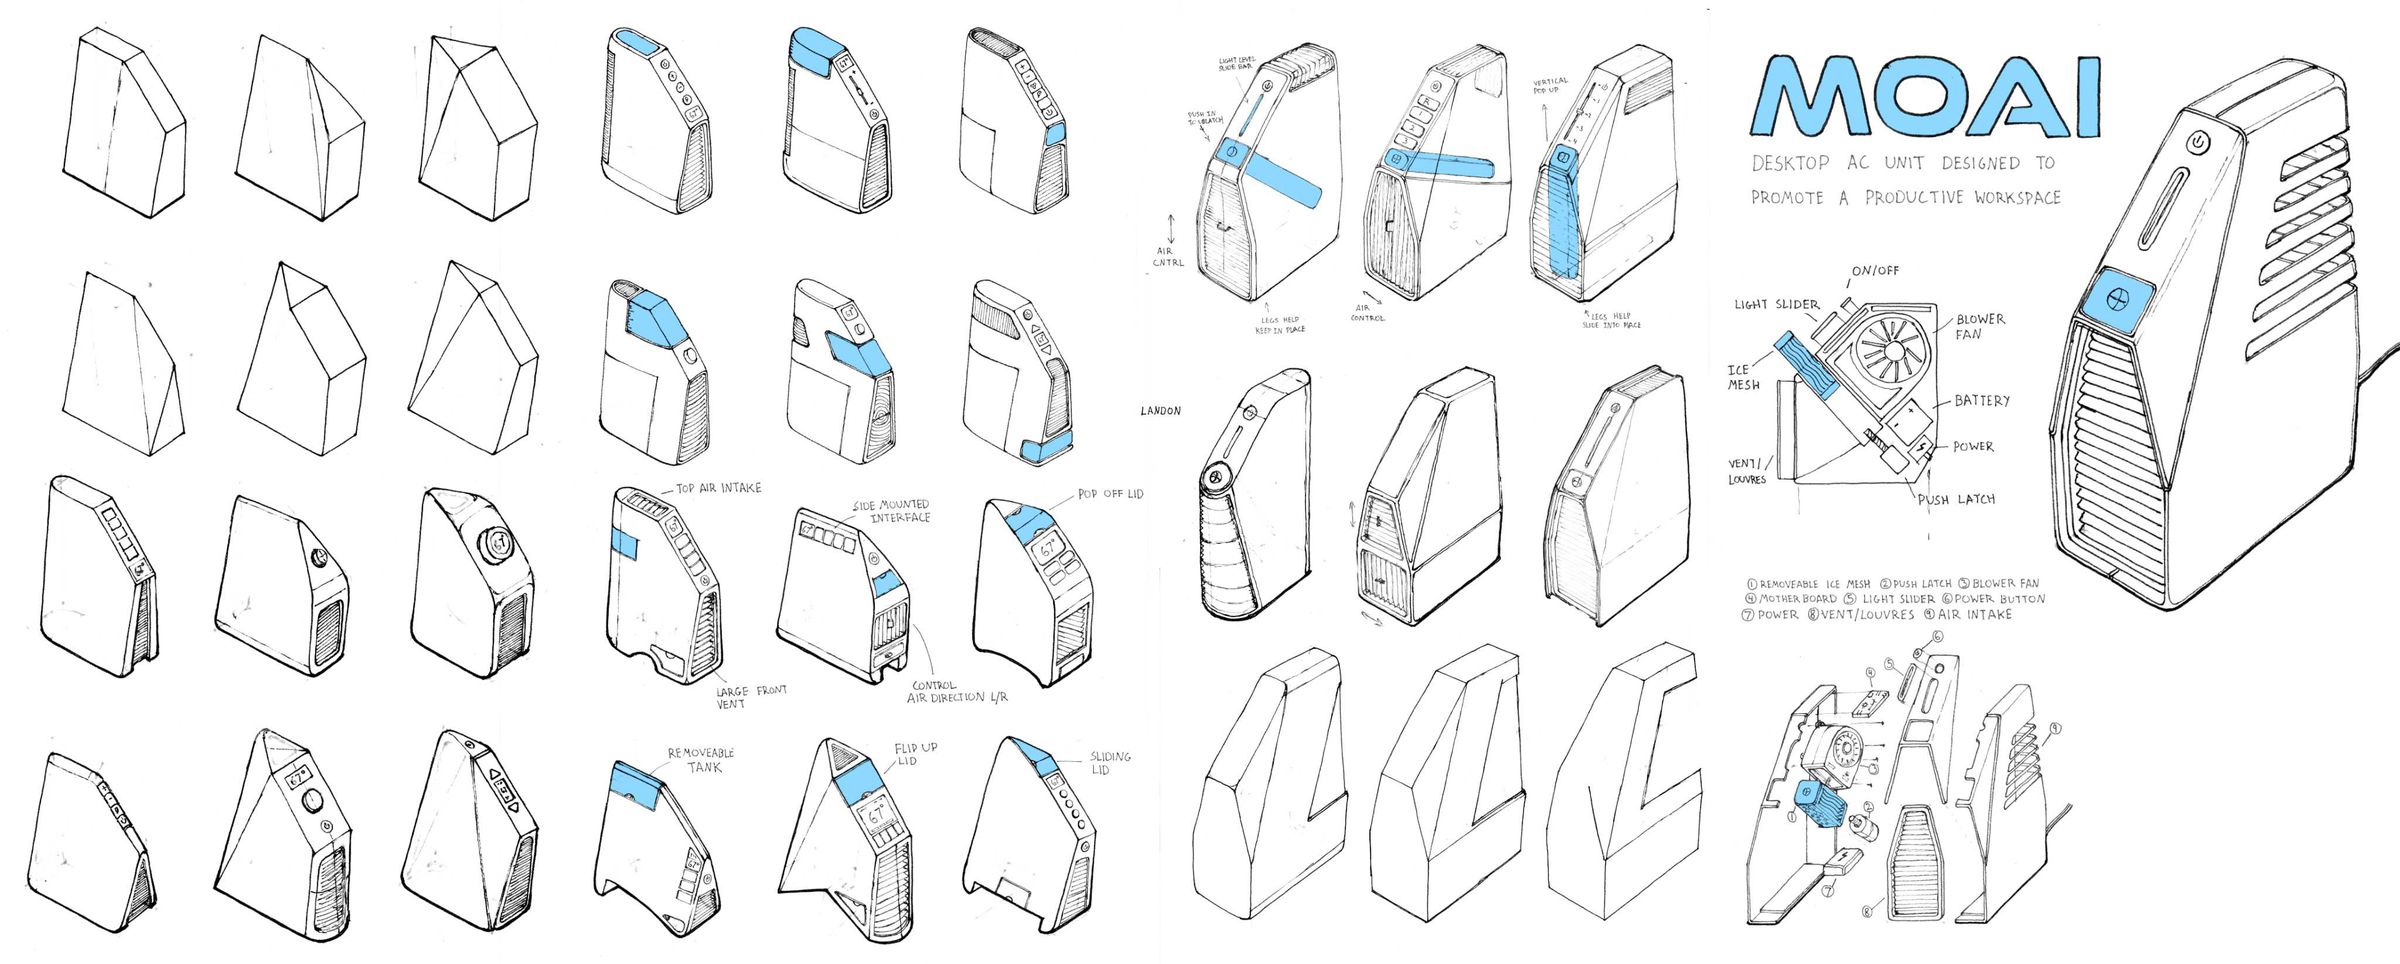 MOAI
DESKTOP AC UNIT DESIGNED TO
PROMOTE A PRODUCTIVE WORKSPACE
ON/OFF
LIGHT SLIDER
BLOWER
FAN
ICE
MESH
BATTERY
POWER
VENT/
LOUVRES
PUSH LATCH
① REMOVEABLE ICE MESH ② PUSH LATCH ③ BLOWER FAN
④ MOTHERBOARD ⑤ LIGHT SLIDER ⑥ POWER BUTTON
⑦ POWER ⑧ VENT/LOUVRES ⑨ AIR INTAKE
LIGHT LEVEL
SLIDE BAR
PUSH IN
TO UNLATCH
AIR
CNTRL
LEGS HELP
KEEP IN PLACE
AIR
CONTROL
VERTICAL
POP UP
LEGS HELP
SLIDE INTO PLACE
LANDON
TOP AIR INTAKE
LARGE FRONT
VENT
SIDE MOUNTED
INTERFACE
CONTROL
AIR DIRECTION L/R
POP OFF LID
67°
REMOVEABLE
TANK
FLIP UP
LID
67°
SLIDING
LID
67
67°